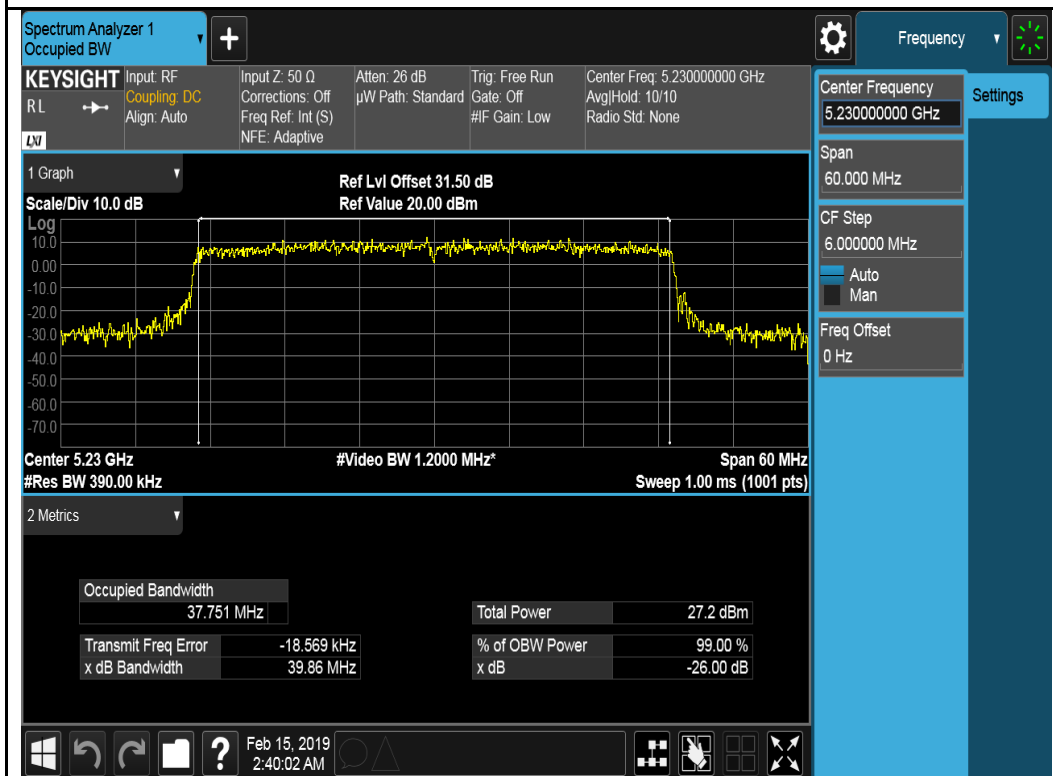 Spectrum Analyzer 1
Occupied BW
Frequency
KEYSIGHT
RL
LXI
Input: RF
Coupling: DC
Align: Auto
Input Z: 50 Ω
Corrections: Off
Freq Ref: Int (S)
NFE: Adaptive
Atten: 26 dB
µW Path: Standard
Trig: Free Run
Gate: Off
#IF Gain: Low
Center Freq: 5.230000000 GHz
Avg|Hold: 10/10
Radio Std: None
Center Frequency
5.230000000 GHz
Settings
Span
60.000 MHz
CF Step
6.000000 MHz
Auto
Man
Freq Offset
0 Hz
1 Graph
Scale/Div 10.0 dB
Ref Lvl Offset 31.50 dB
Ref Value 20.00 dBm
Log
10.0
0.00
-10.0
-20.0
-30.0
-40.0
-50.0
-60.0
-70.0
Center 5.23 GHz
#Video BW 1.2000 MHz*
Span 60 MHz
#Res BW 390.00 kHz
Sweep 1.00 ms (1001 pts)
2 Metrics
Occupied Bandwidth
37.751 MHz
Total Power 27.2 dBm
Transmit Freq Error -18.569 kHz
% of OBW Power 99.00 %
x dB Bandwidth 39.86 MHz
x dB -26.00 dB
?
Feb 15, 2019
2:40:02 AM